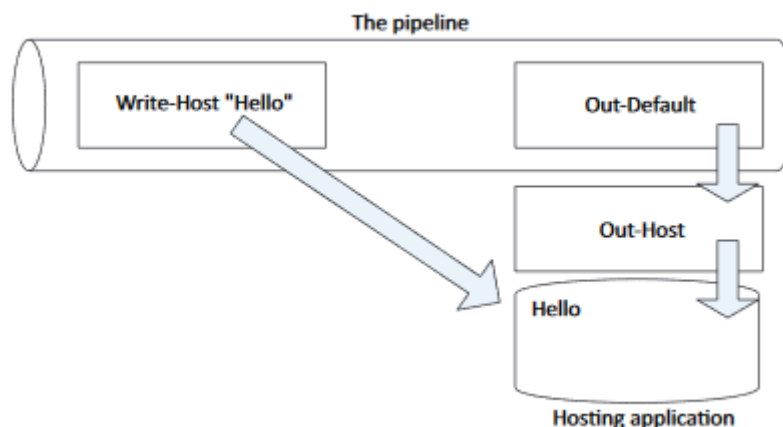 The pipeline
Write-Host "Hello"
Out-Default
Out-Host
Hello
Hosting application